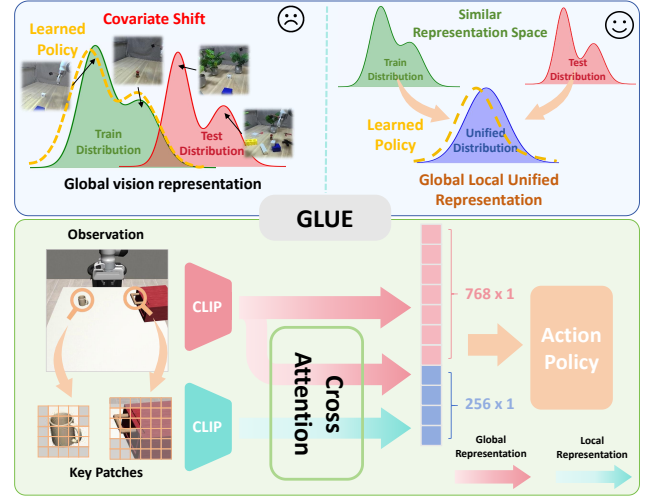 Covariate Shift
Learned
Policy
Train
Distribution
Test
Distribution
Global vision representation
Similar
Representation Space
Train
Distribution
Test
Distribution
Learned
Policy
Unified
Distribution
Global Local Unified
Representation
GLUE
Observation
CLIP
CLIP
Cross
Attention
768 x 1
256 x 1
Action
Policy
Key Patches
Global
Representation
Local
Representation